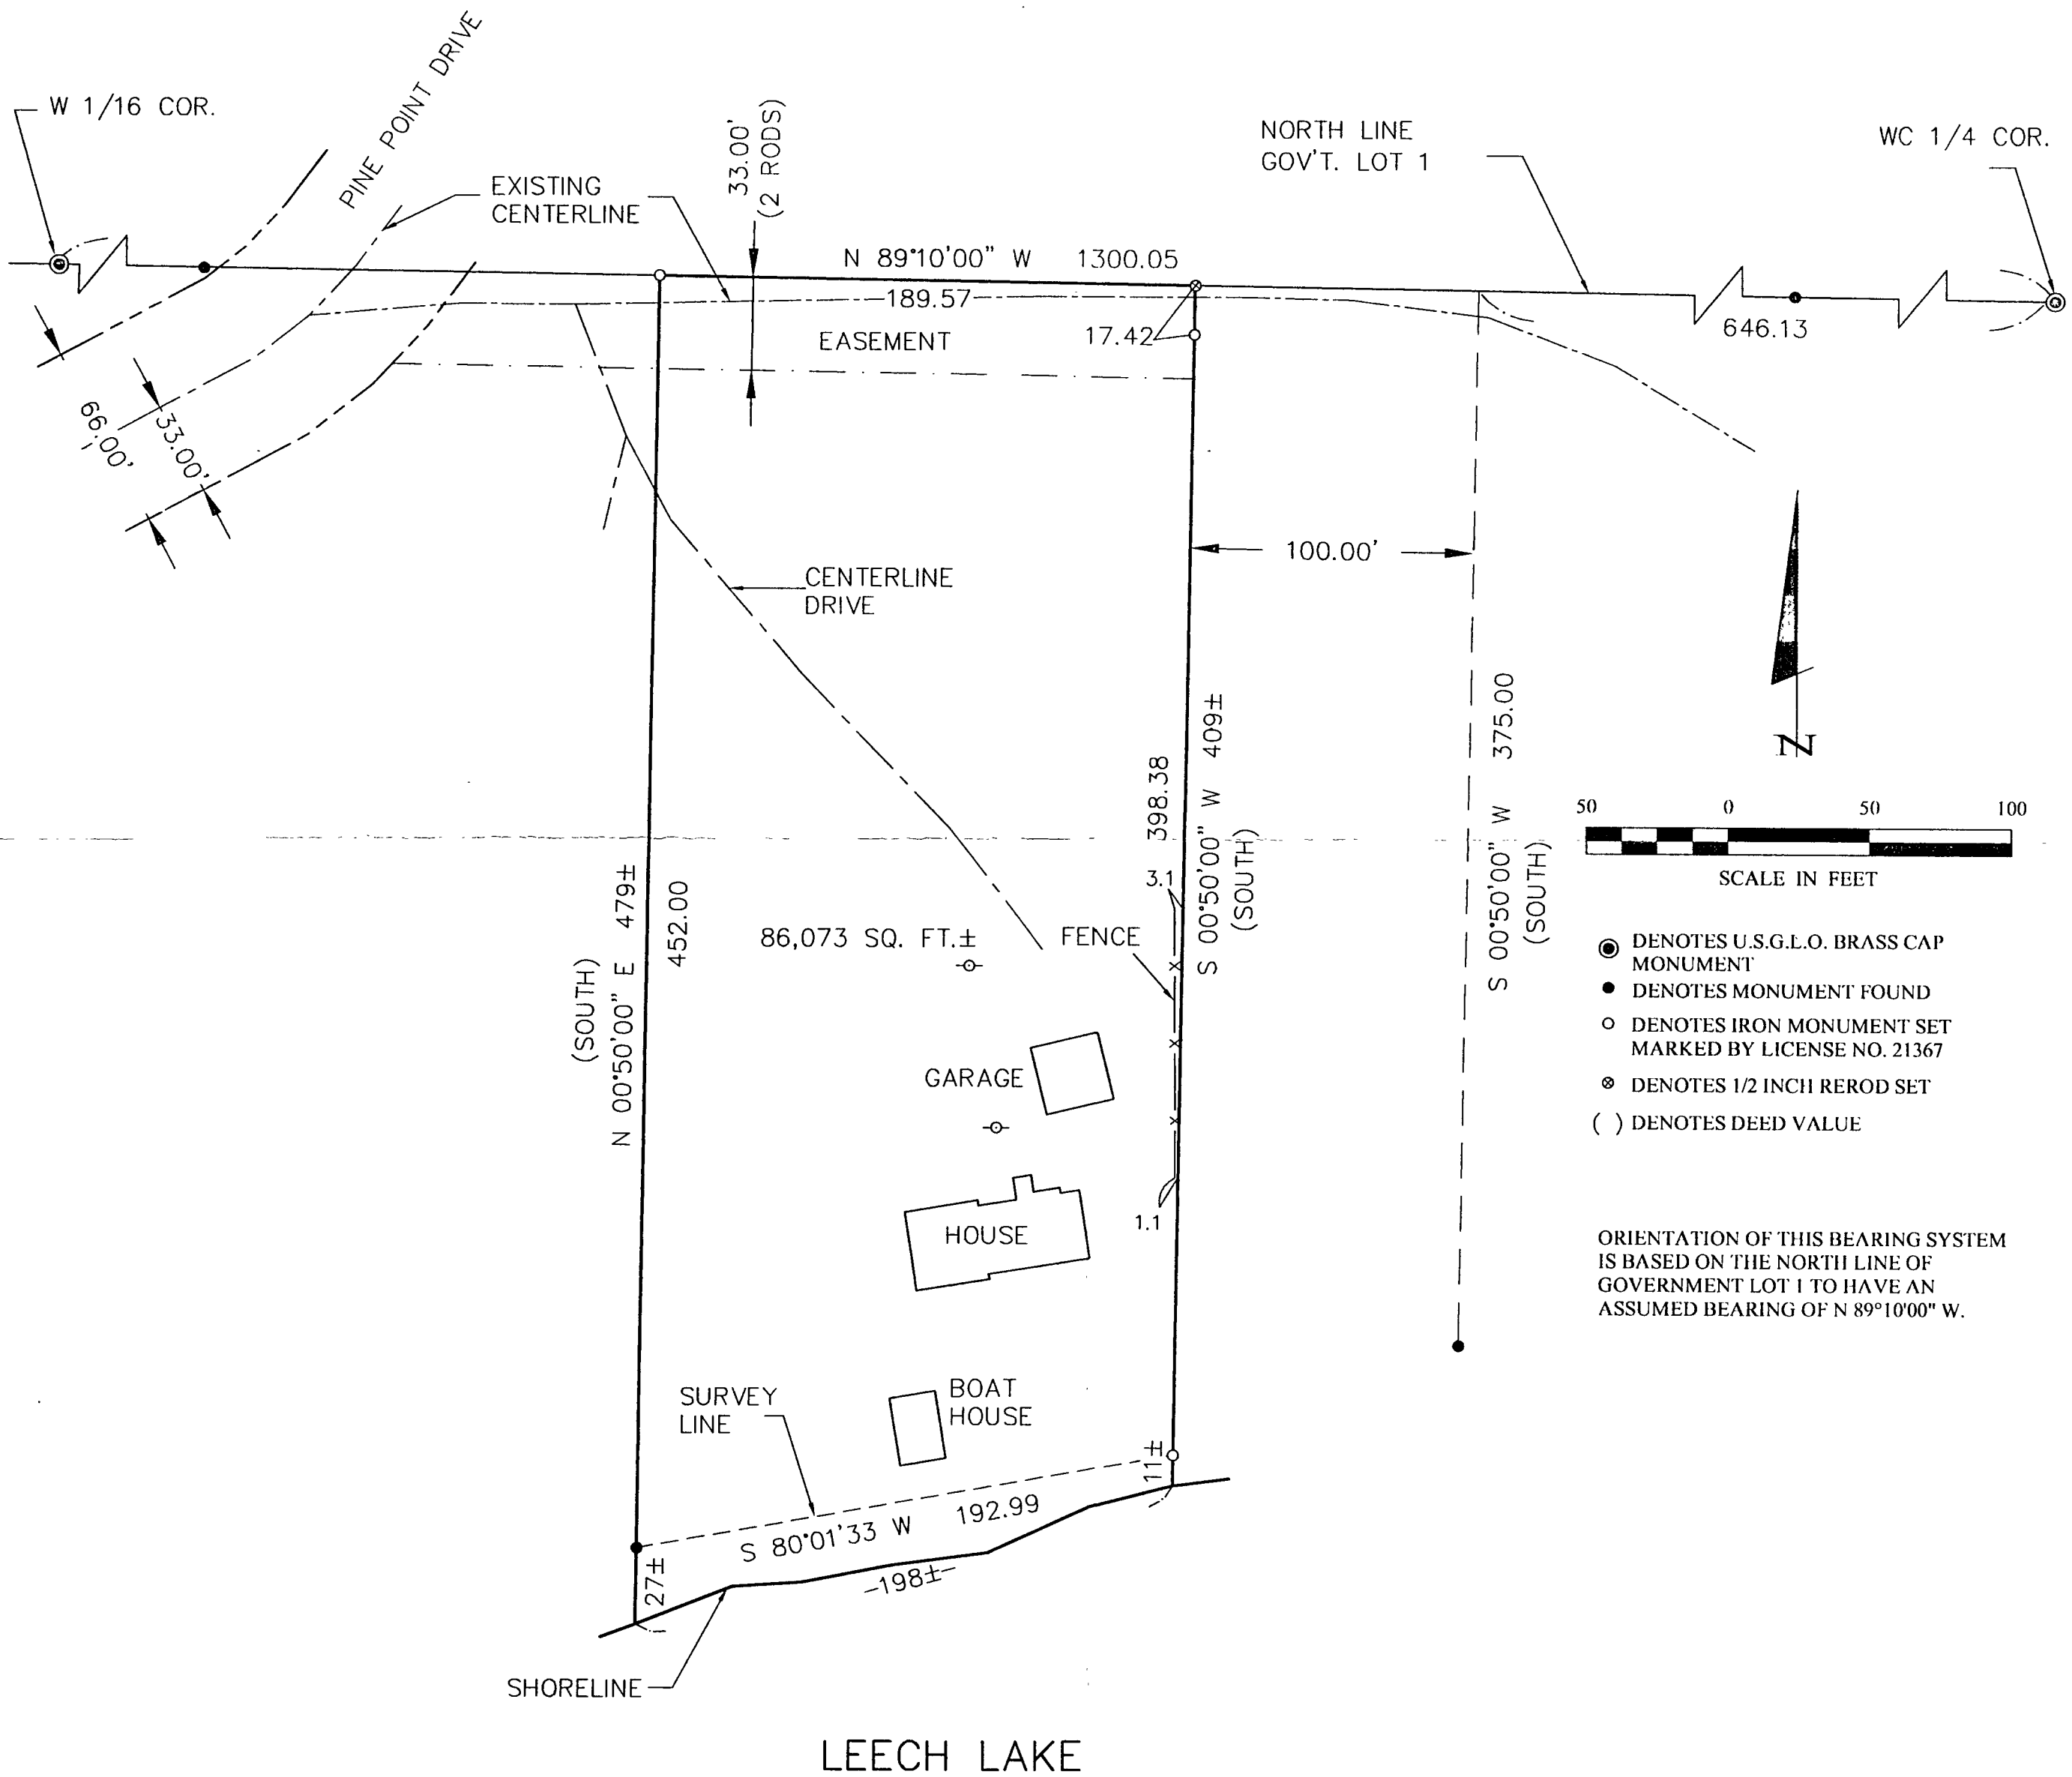 W 1/16 COR.
PINE POINT DRIVE
EXISTING
CENTERLINE
33.00'
(2 RODS)
NORTH LINE
GOV'T. LOT 1
WC 1/4 COR.
N 89°10'00" W 1300.05
189.57
EASEMENT
17.42
646.13
66.00'
33.00'
CENTERLINE
DRIVE
100.00'
N 00°50'00" E 479±
(SOUTH)
452.00
398.38
S 00°50'00" W 409±
(SOUTH)
S 00°50'00" W 375.00
(SOUTH)
N
50 0 50 100
SCALE IN FEET
3.1
86,073 SQ. FT.±
FENCE
GARAGE
HOUSE
1.1
DENOTES U.S.G.L.O. BRASS CAP
MONUMENT
DENOTES MONUMENT FOUND
DENOTES IRON MONUMENT SET
MARKED BY LICENSE NO. 21367
DENOTES 1/2 INCH REROD SET
( ) DENOTES DEED VALUE
ORIENTATION OF THIS BEARING SYSTEM
IS BASED ON THE NORTH LINE OF
GOVERNMENT LOT 1 TO HAVE AN
ASSUMED BEARING OF N 89°10'00" W.
SURVEY
LINE
BOAT
HOUSE
11±
S 80°01'33 W 192.99
27±
198±
SHORELINE
LEECH LAKE